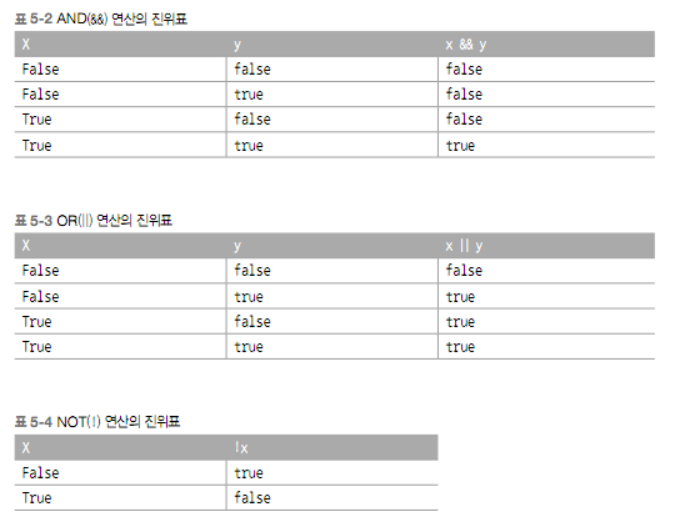 표 5-2 AND(&&) 연산의 진위표
X y x && y
False false false
False true false
True false false
True true true
표 5-3 OR(||) 연산의 진위표
X y x || y
False false false
False true true
True false true
True true true
표 5-4 NOT(!) 연산의 진위표
X !x
False true
True false